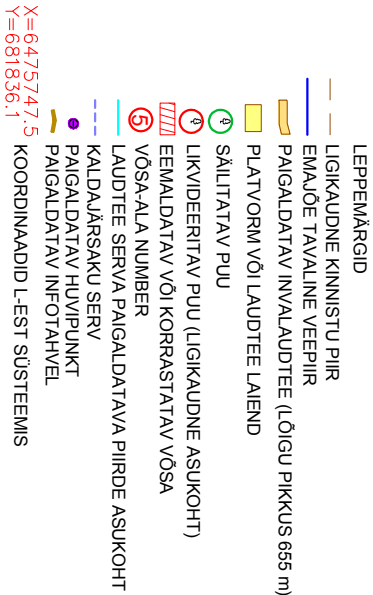 LEPPEMÄRGID
LIGIKAUDNE KINNISTU PIIR
EMAJÕE TAVALINE VEEPIIR
PAIGALDATAV INVALAUDTEE (LÕIGU PIKKUS 655 m)
PLATVORM VÕI LAUDTEE LAIEND
SÄILITATAV PUU
LIKVIDEERITAV PUU (LIGIKAUDNE ASUKOHT)
EEMALDATAV VÕI KORRASTATAV VÕSA
5 VÕSA-ALA NUMBER
LAUDTEE SERVA PAIGALDATAVA PIIRDE ASUKOHT
KALDAJÄRSAKU SERV
PAIGALDATAV HUVIPUNKT
PAIGALDATAV INFOTAHVEL
X=6475747.5
Y=681836.1
KOORDINAADID L-EST SÜSTEEMIS